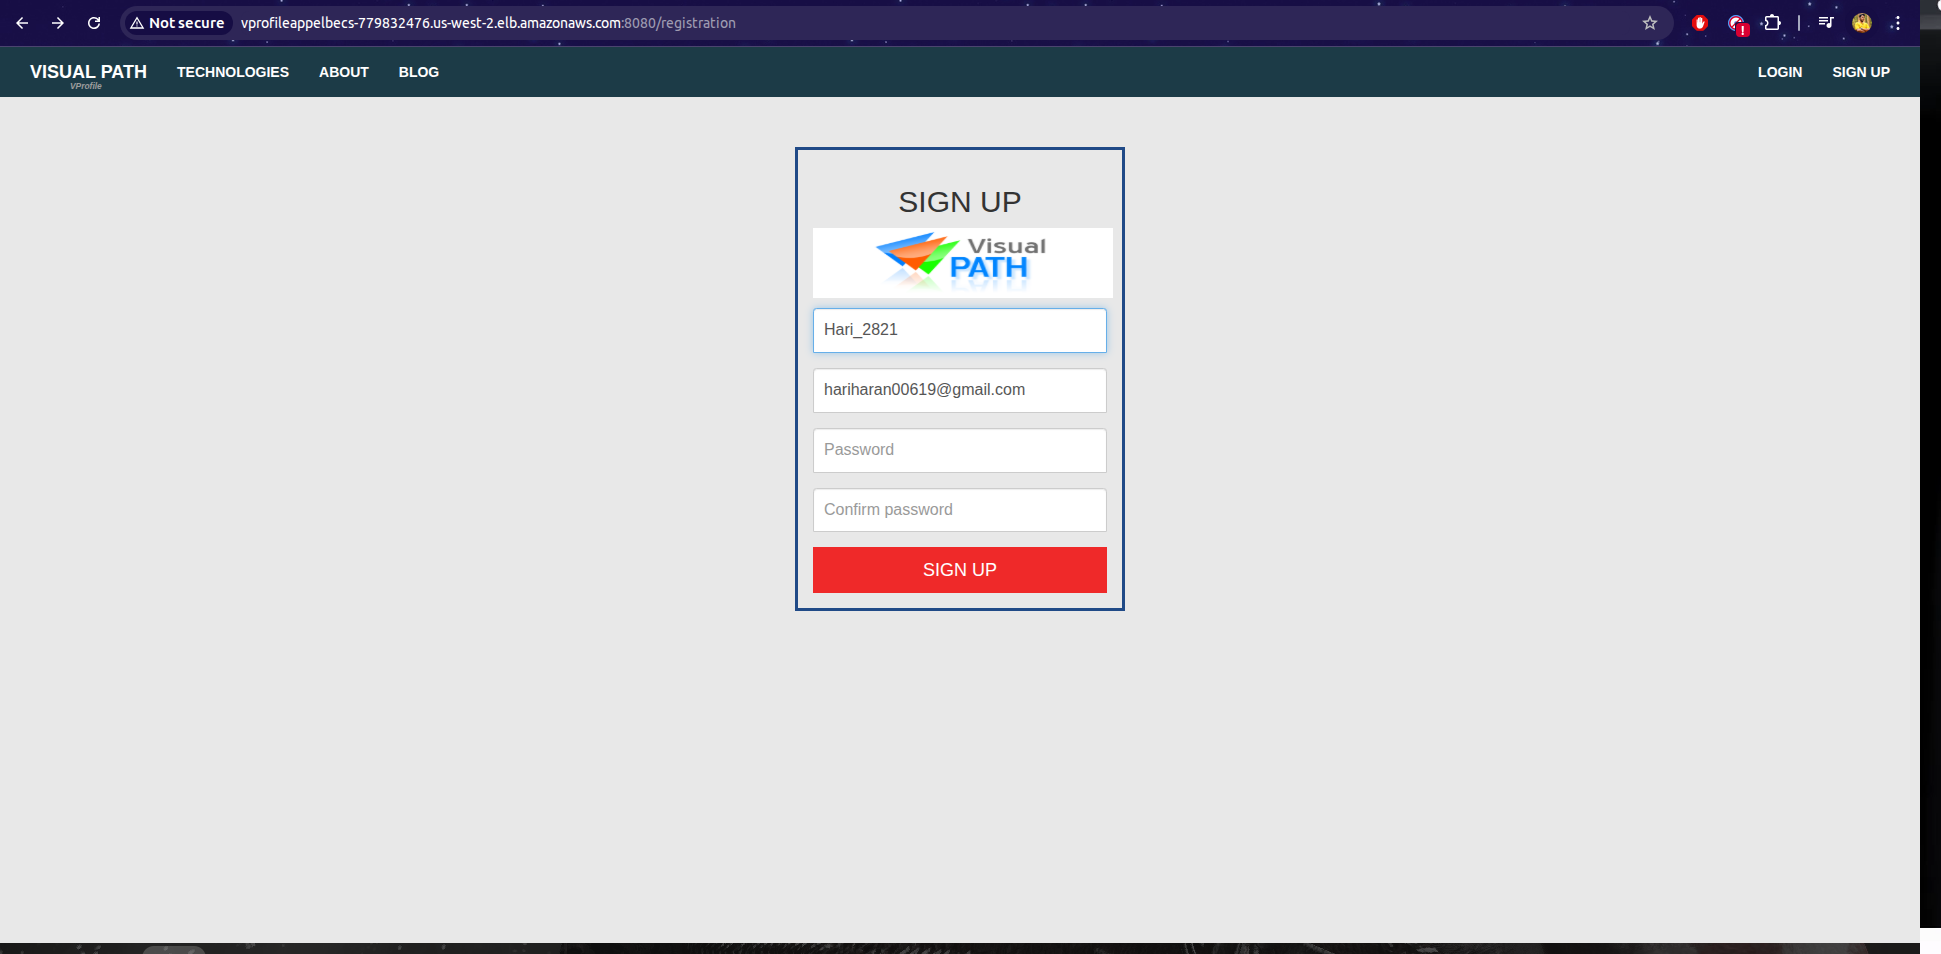 Not secure vprofileappelbecs-779832476.us-west-2.elb.amazonaws.com:8080/registration
VISUAL PATH TECHNOLOGIES ABOUT BLOG LOGIN SIGN UP
VProfile
SIGN UP
Visual
PATH
Hari_2821
hariharan00619@gmail.com
Password
Confirm password
SIGN UP